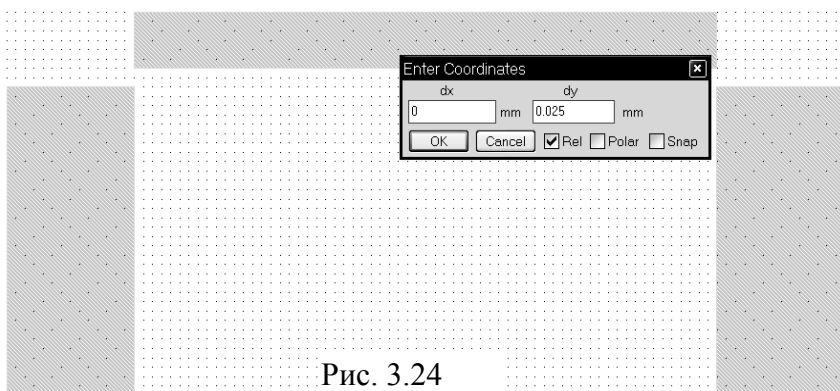 Enter Coordinates
dx dy
0 mm 0.025 mm
OK Cancel Rel Polar Snap
Рис. 3.24